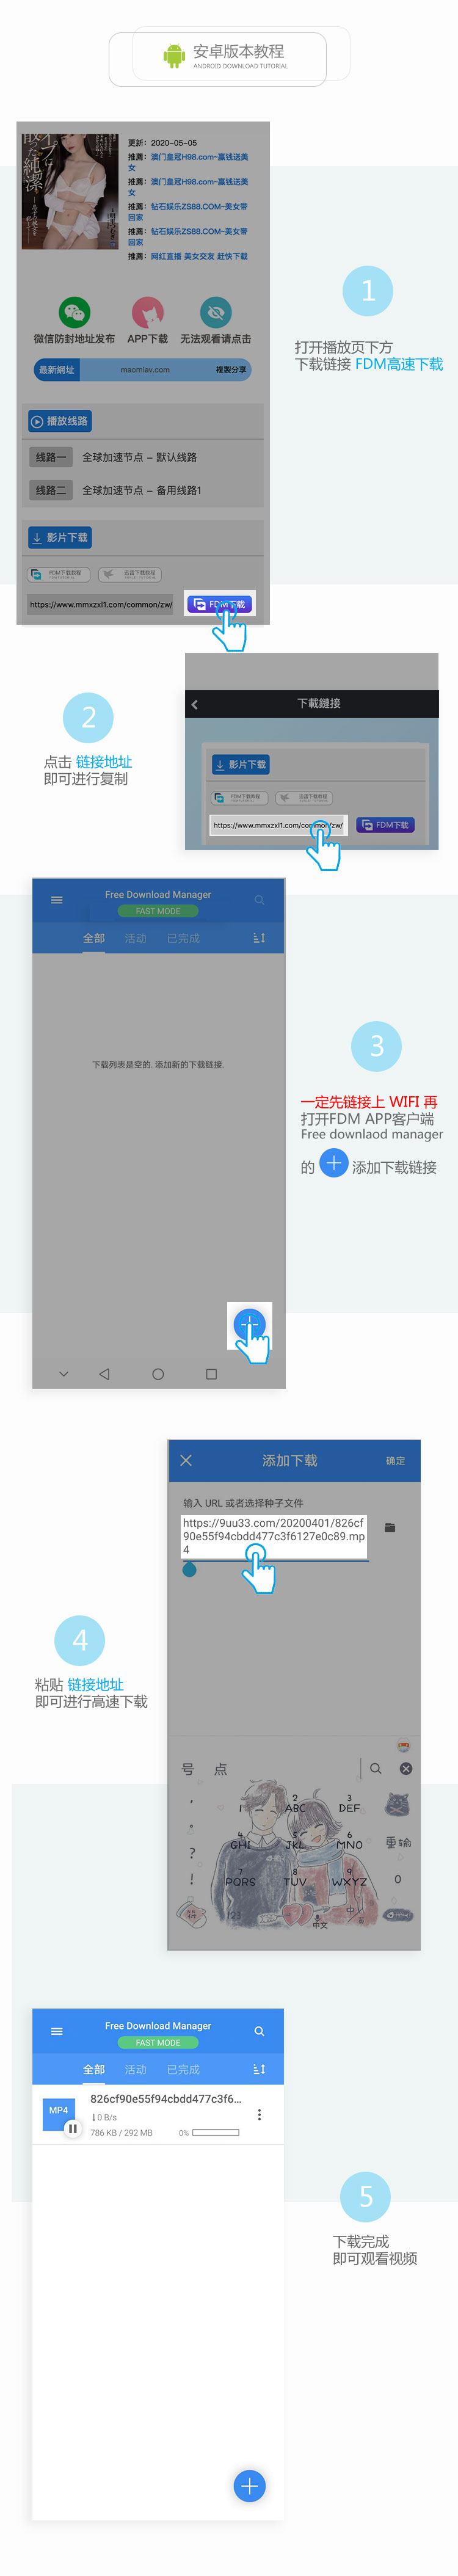 安卓版本教程
ANDROID DOWNLOAD TUTORIAL
更新：2020-05-05
推薦：澳门皇冠H98.com-赢钱送美
女
推薦：澳门皇冠H98.com-赢钱送美
女
推薦：钻石娱乐ZS88.COM-美女带
回家
推薦：钻石娱乐ZS88.COM-美女带
回家
推薦：网红直播 美女交友 赶快下载
微信防封地址发布 APP下载 无法观看请点击
最新網址 maomiav.com 複製分享
播放线路
线路一 全球加速节点 – 默认线路
线路二 全球加速节点 – 备用线路1
影片下载
FDM下载教程 迅雷下载教程
https://www.mmxzxl1.com/common/zw/
1
打开播放页下方
下载链接 FDM高速下载
下載鏈接
影片下载
FDM下载教程 迅雷下载教程
https://www.mmxzxl1.com/common/zw/ FDM下载
2
点击 链接地址
即可进行复制
Free Download Manager
FAST MODE
全部 活动 已完成
下载列表是空的. 添加新的下载链接.
3
一定先链接上 WIFI 再
打开FDM APP客户端
Free downlaod manager
的 + 添加下载链接
添加下载 确定
输入 URL 或者选择种子文件
https://9uu33.com/20200401/826cf
90e55f94cbdd477c3f6127e0c89.mp
4
4
粘贴 链接地址
即可进行高速下载
号 点
, 1 2 ABC 3 DEF
。 4 GHI 5 JKL 6 MNO 重输
? 7 PQRS 8 TUV 9 WXYZ 0
!
123 中文 中
Free Download Manager
FAST MODE
全部 活动 已完成
MP4 826cf90e55f94cbdd477c3f6...
↓0 B/s
786 KB / 292 MB 0%
5
下载完成
即可观看视频